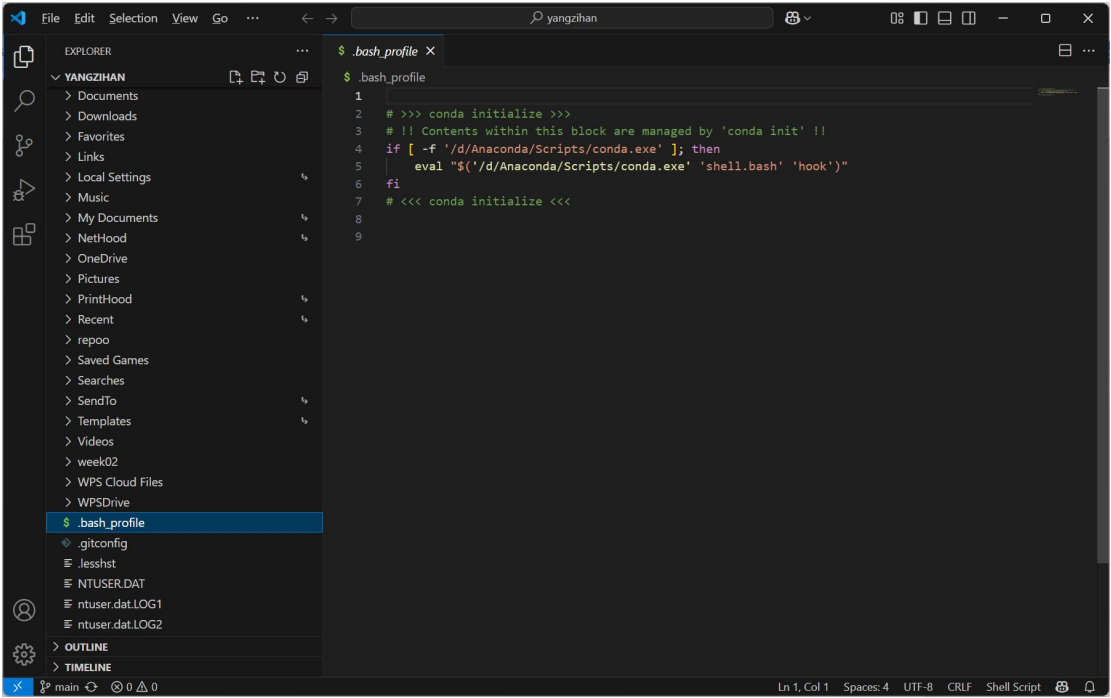 File Edit Selection View Go ··· yangzihan
EXPLORER ···
YANGZIHAN
Documents
Downloads
Favorites
Links
Local Settings
Music
My Documents
NetHood
OneDrive
Pictures
PrintHood
Recent
repoo
Saved Games
Searches
SendTo
Templates
Videos
week02
WPS Cloud Files
WPSDrive
$ .bash_profile
.gitconfig
.lesshst
NTUSER.DAT
ntuser.dat.LOG1
ntuser.dat.LOG2
OUTLINE
TIMELINE
$ .bash_profile
$ .bash_profile
1
2 # >>> conda initialize >>>
3 # !! Contents within this block are managed by 'conda init' !!
4 if [ -f '/d/Anaconda/Scripts/conda.exe' ]; then
5     eval "$('/d/Anaconda/Scripts/conda.exe' 'shell.bash' 'hook')"
6 fi
7 # <<< conda initialize <<<
8
9
main 0 0 Ln 1, Col 1 Spaces: 4 UTF-8 CRLF Shell Script